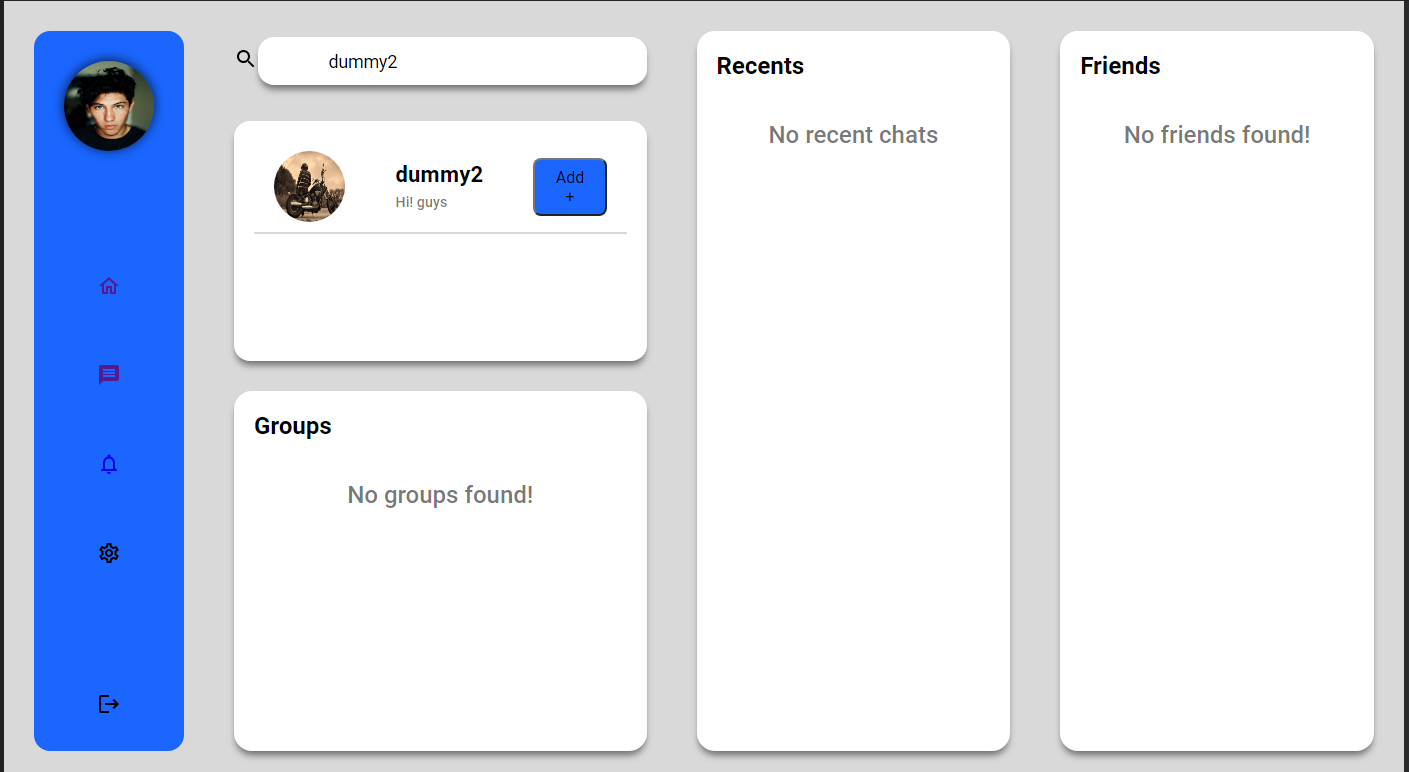 dummy2
dummy2
Hi! guys
Add
+
Groups
No groups found!
Recents
No recent chats
Friends
No friends found!